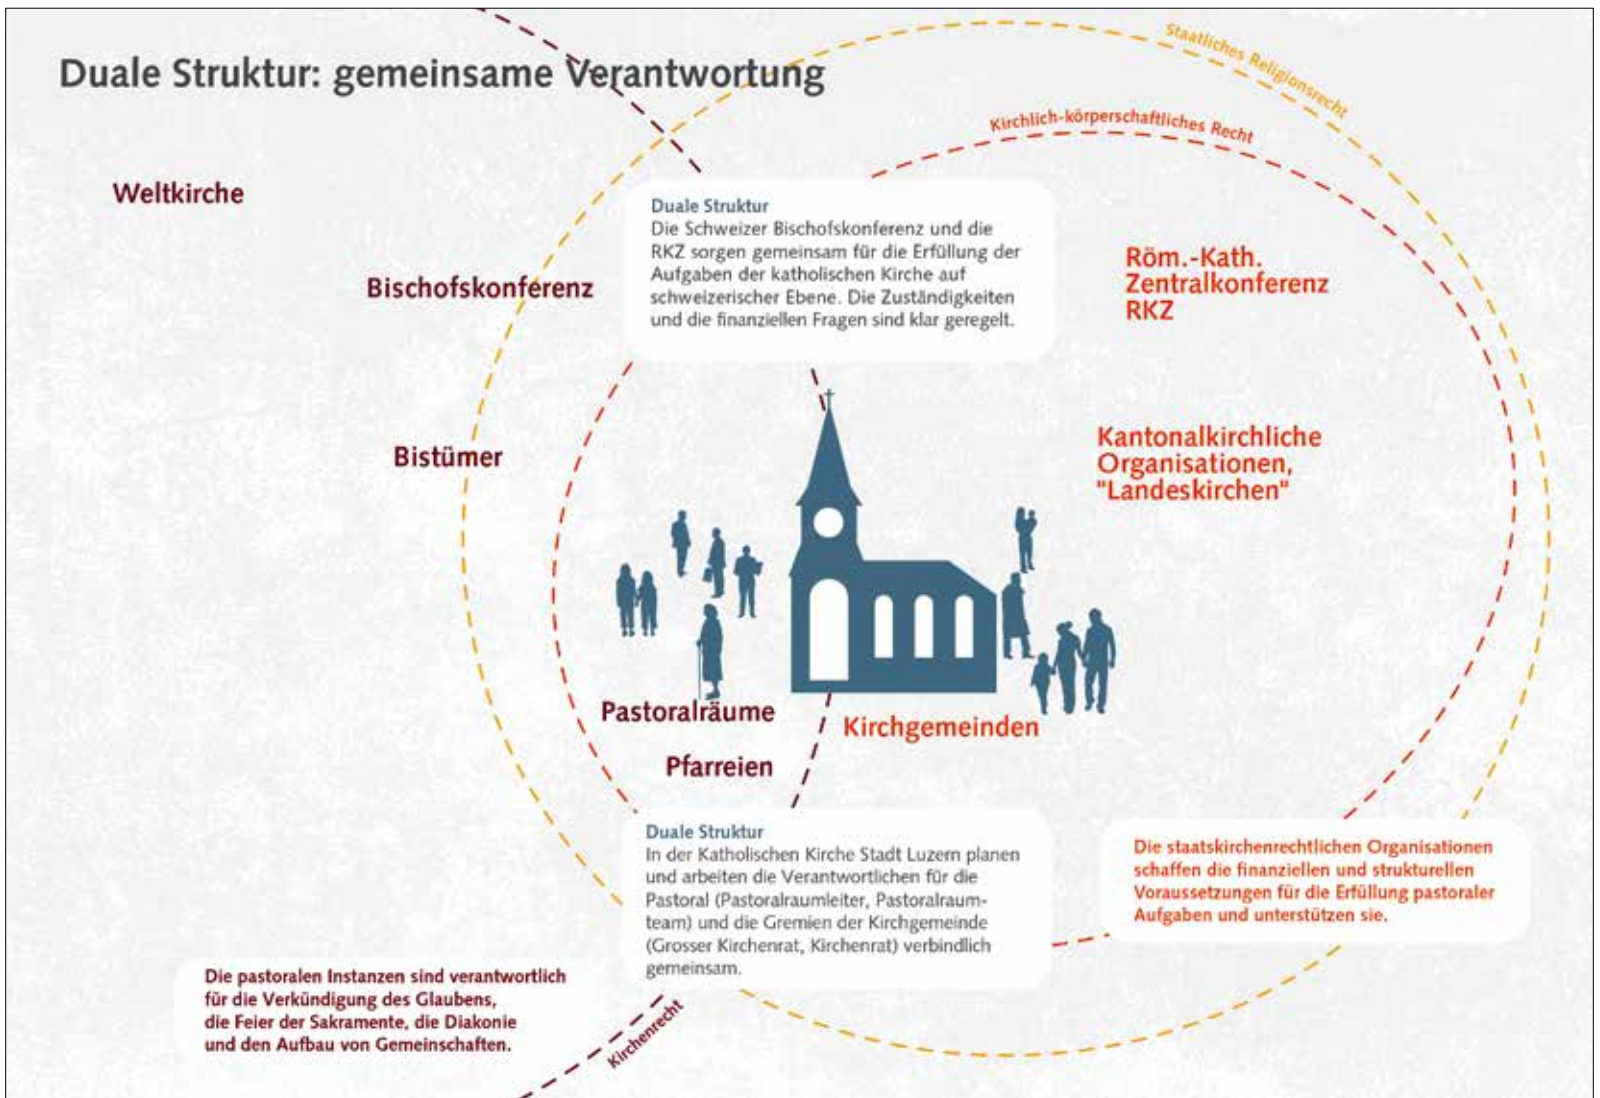 Duale Struktur: gemeinsame Verantwortung
Staatliches Religionsrecht
Kirchlich-körperschaftliches Recht
Weltkirche
Bischofskonferenz
Bistümer
Duale Struktur
Die Schweizer Bischofskonferenz und die
RKZ sorgen gemeinsam für die Erfüllung der
Aufgaben der katholischen Kirche auf
schweizerischer Ebene. Die Zuständigkeiten
und die finanziellen Fragen sind klar geregelt.
Röm.-Kath.
Zentralkonferenz
RKZ
Kantonalkirchliche
Organisationen,
"Landeskirchen"
Pastoralräume
Pfarreien
Kirchgemeinden
Duale Struktur
In der Katholischen Kirche Stadt Luzern planen
und arbeiten die Verantwortlichen für die
Pastoral (Pastoralraumleiter, Pastoralraum-
team) und die Gremien der Kirchgemeinde
(Grosser Kirchenrat, Kirchenrat) verbindlich
gemeinsam.
Die staatskirchenrechtlichen Organisationen
schaffen die finanziellen und strukturellen
Voraussetzungen für die Erfüllung pastoraler
Aufgaben und unterstützen sie.
Die pastoralen Instanzen sind verantwortlich
für die Verkündigung des Glaubens,
die Feier der Sakramente, die Diakonie
und den Aufbau von Gemeinschaften.
Kirchenrecht